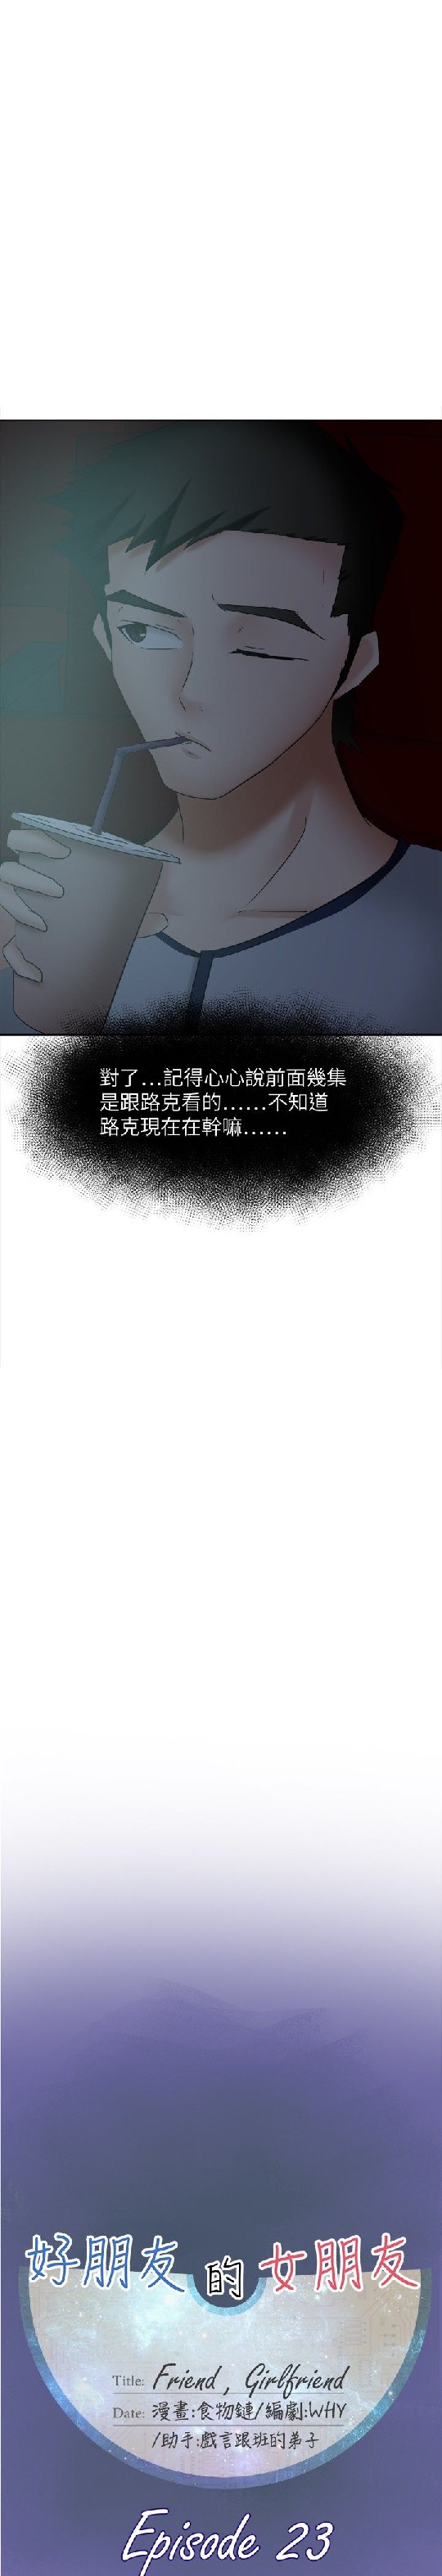 對了...記得心心說前面幾集
是跟路克看的......不知道
路克現在在幹嘛......
好朋友的女朋友
Title: Friend , Girlfriend
Date: 漫畫:食物鏈/編劇:WHY
/助手:戲言跟班的弟子
Episode 23